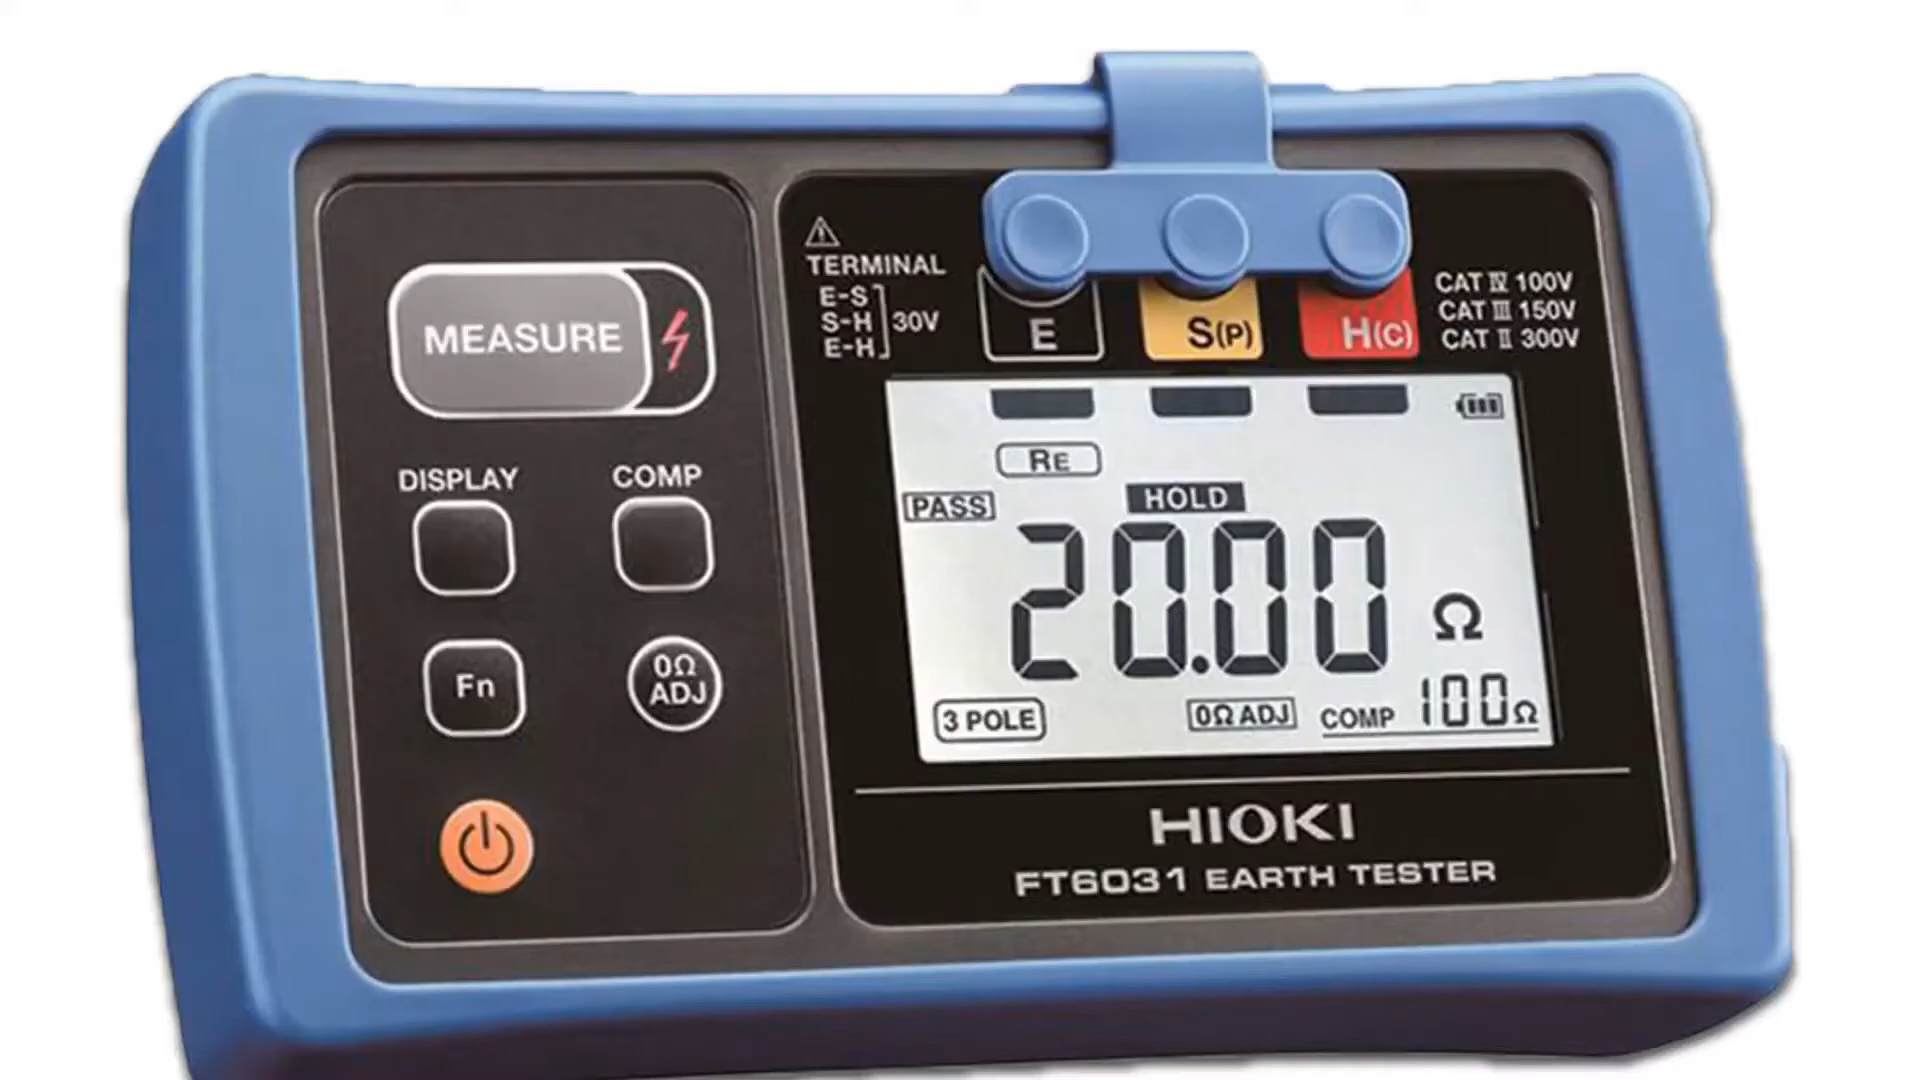 MEASURE
DISPLAY
COMP
Fn
0Ω
ADJ
TERMINAL
E-S
S-H
E-H
30V
E
S(P)
H(C)
CAT Ⅳ 100V
CAT Ⅲ 150V
CAT Ⅱ 300V
RE
PASS
HOLD
20.00 Ω
3 POLE
0Ω ADJ
COMP 100Ω
HIOKI
FT6031 EARTH TESTER